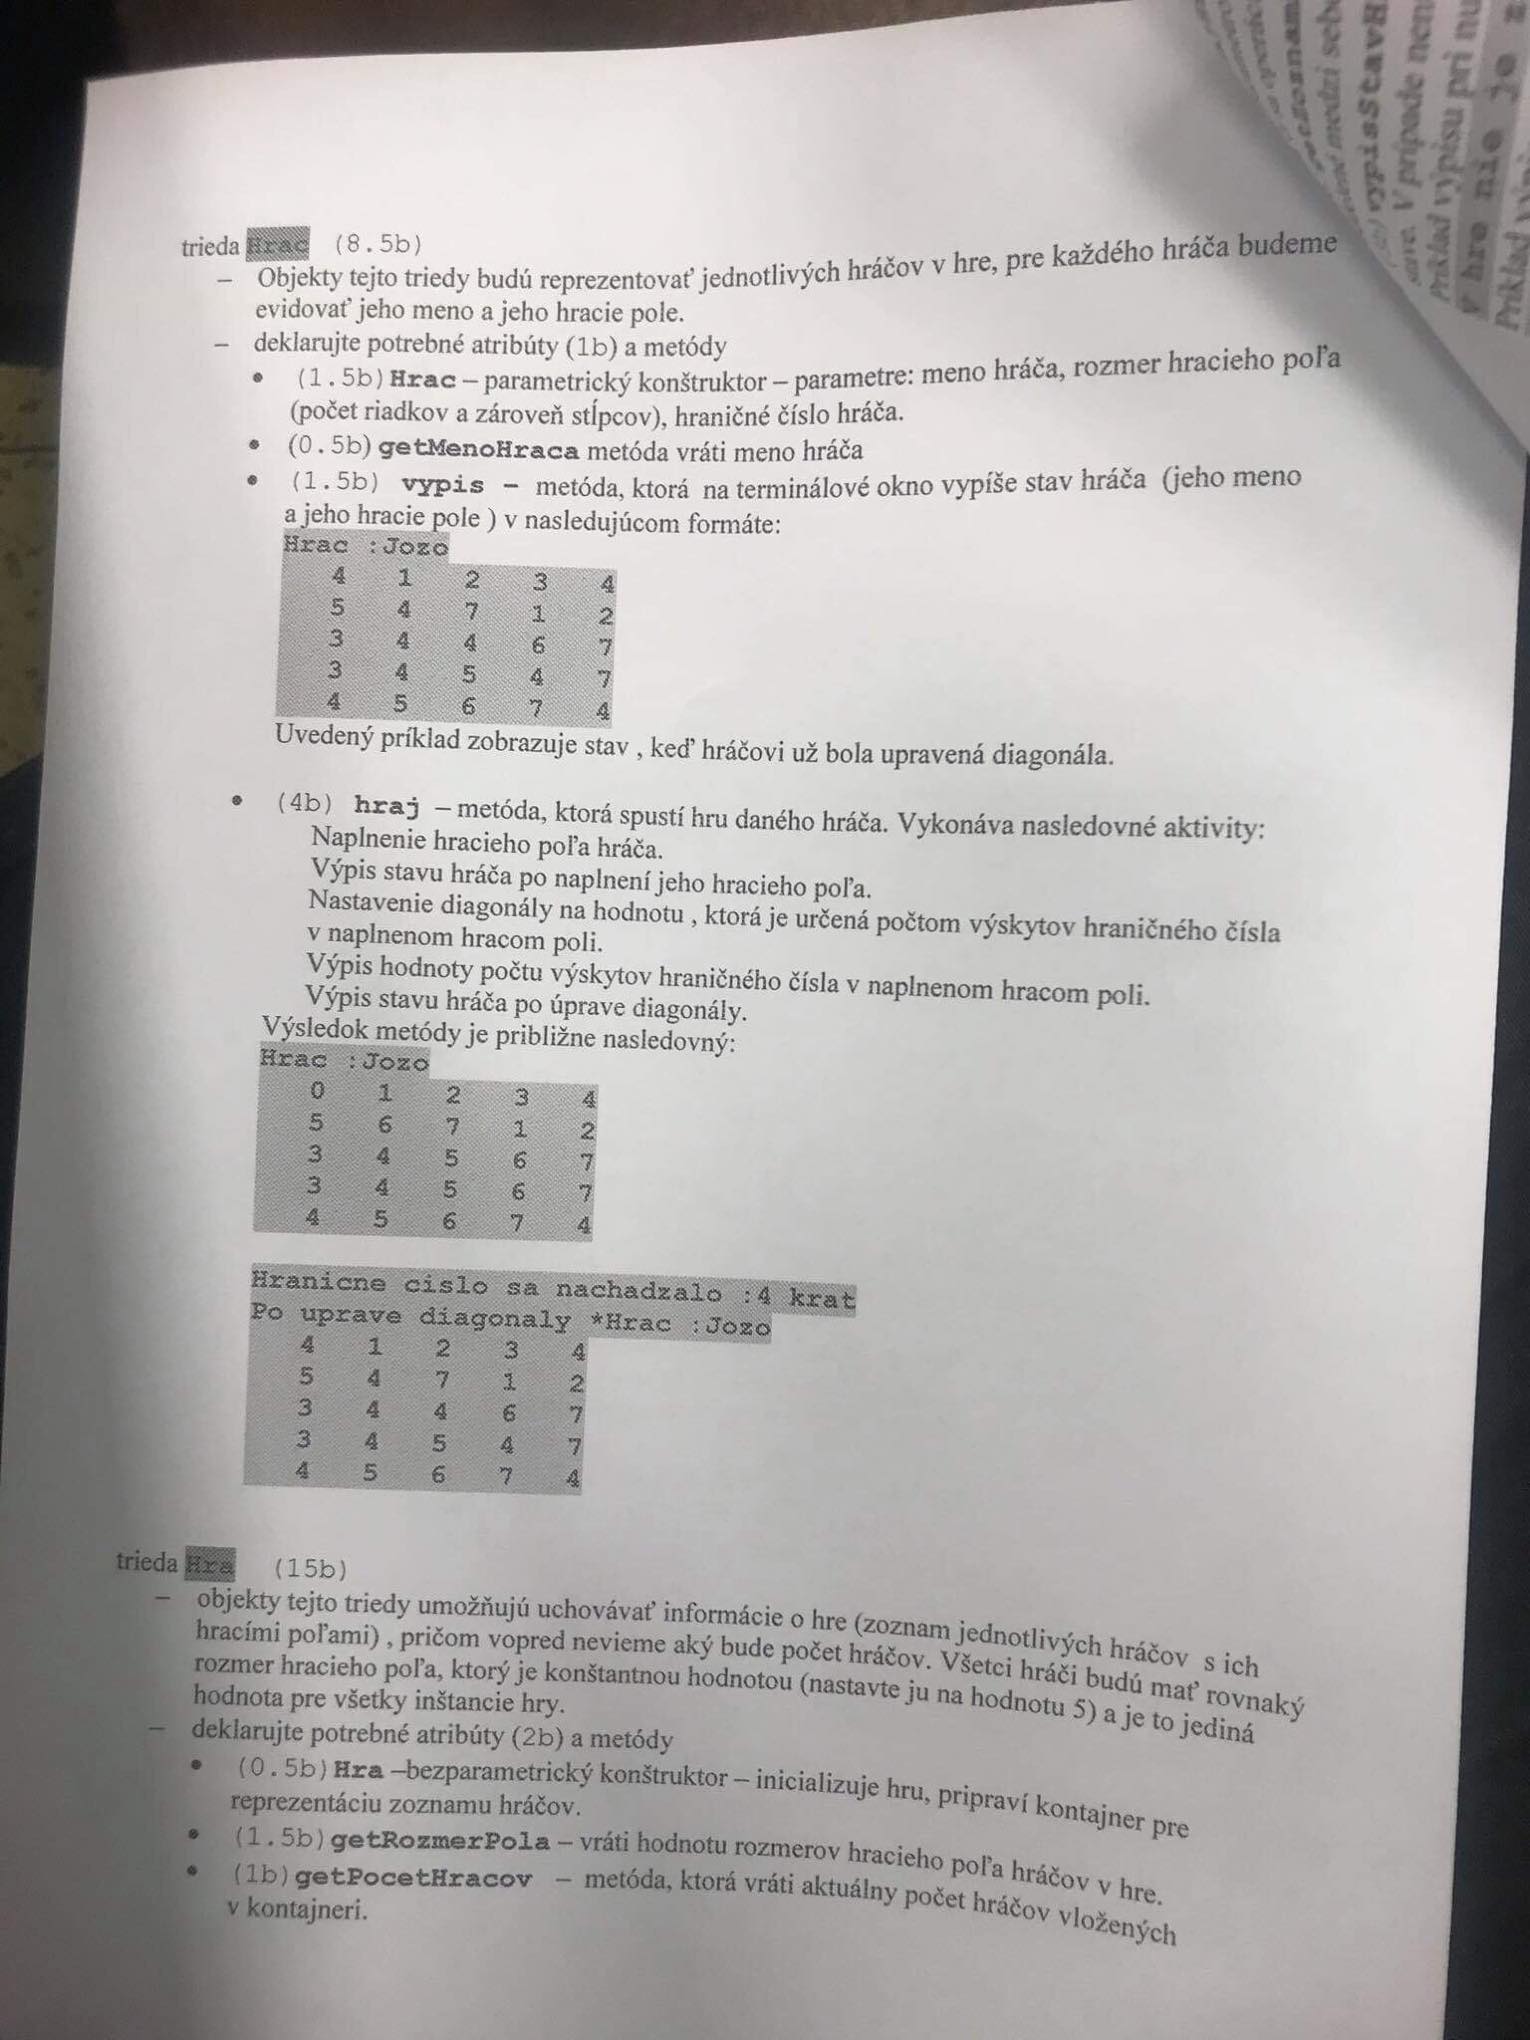 trieda Hrac (8.5b)
– Objekty tejto triedy budú reprezentovať jednotlivých hráčov v hre, pre každého hráča budeme
evidovať jeho meno a jeho hracie pole.
– deklarujte potrebné atribúty (1b) a metódy
• (1.5b) Hrac – parametrický konštruktor – parametre: meno hráča, rozmer hracieho poľa
(počet riadkov a zároveň stĺpcov), hraničné číslo hráča.
• (0.5b) getMenoHraca metóda vráti meno hráča
• (1.5b) vypis – metóda, ktorá na terminálové okno vypíše stav hráča (jeho meno
a jeho hracie pole ) v nasledujúcom formáte:
Hrac :Jozo
4 1 2 3 4
5 4 7 1 2
3 4 4 6 7
3 4 5 4 7
4 5 6 7 4
Uvedený príklad zobrazuje stav , keď hráčovi už bola upravená diagonála.
• (4b) hraj – metóda, ktorá spustí hru daného hráča. Vykonáva nasledovné aktivity:
Naplnenie hracieho poľa hráča.
Výpis stavu hráča po naplnení jeho hracieho poľa.
Nastavenie diagonály na hodnotu , ktorá je určená počtom výskytov hraničného čísla
v naplnenom hracom poli.
Výpis hodnoty počtu výskytov hraničného čísla v naplnenom hracom poli.
Výpis stavu hráča po úprave diagonály.
Výsledok metódy je približne nasledovný:
Hrac :Jozo
0 1 2 3 4
5 6 7 1 2
3 4 5 6 7
3 4 5 6 7
4 5 6 7 4
Hranicne cislo sa nachadzalo :4 krat
Po uprave diagonaly *Hrac :Jozo
4 1 2 3 4
5 4 7 1 2
3 4 4 6 7
3 4 5 4 7
4 5 6 7 4
trieda Hra (15b)
– objekty tejto triedy umožňujú uchovávať informácie o hre (zoznam jednotlivých hráčov s ich
hracími poľami) , pričom vopred nevieme aký bude počet hráčov. Všetci hráči budú mať rovnaký
rozmer hracieho poľa, ktorý je konštantnou hodnotou (nastavte ju na hodnotu 5) a je to jediná
hodnota pre všetky inštancie hry.
– deklarujte potrebné atribúty (2b) a metódy
• (0.5b) Hra –bezparametrický konštruktor – inicializuje hru, pripraví kontajner pre
reprezentáciu zoznamu hráčov.
• (1.5b) getRozmerPola – vráti hodnotu rozmerov hracieho poľa hráčov v hre.
• (1b) getPocetHracov – metóda, ktorá vráti aktuálny počet hráčov vložených
v kontajneri.
medzi
vypisStavH
V prípade
Príklad výpisu pri
v hre nie je
Príklad